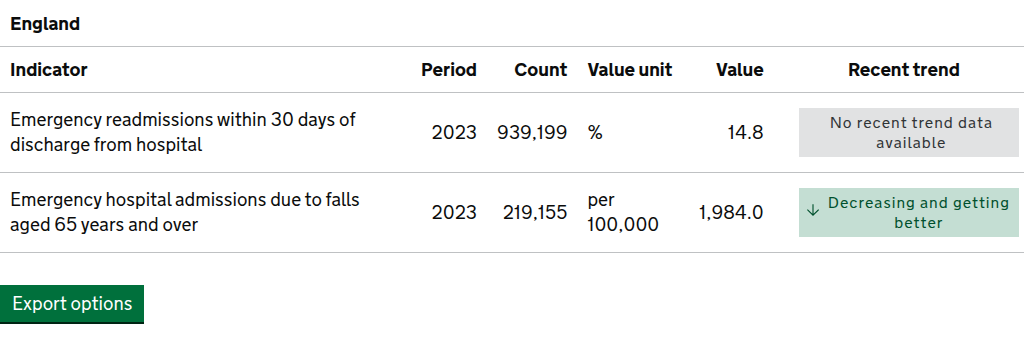 England
Indicator Period Count Value unit Value Recent trend
Emergency readmissions within 30 days of
discharge from hospital
2023 939,199 % 14.8
No recent trend data
available
Emergency hospital admissions due to falls
aged 65 years and over
2023 219,155
per
100,000
1,984.0
↓ Decreasing and getting
better
Export options